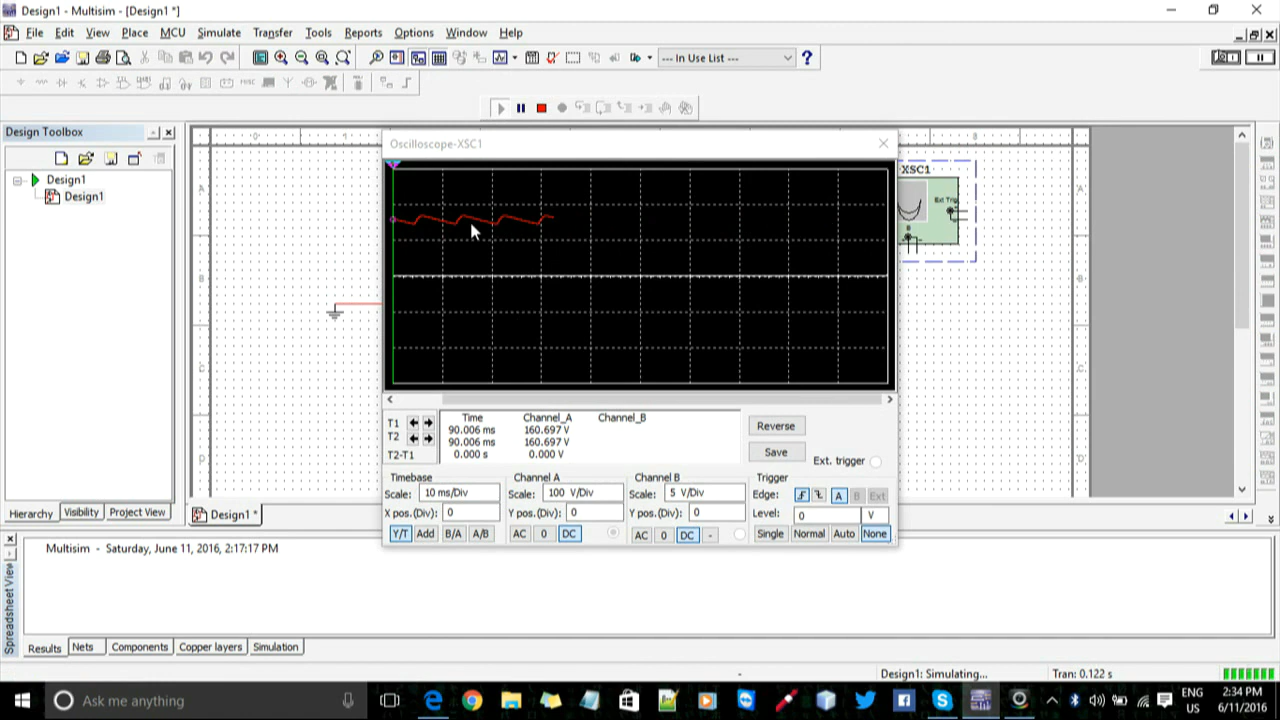 Design1 - Multisim - [Design1 *]
File Edit View Place MCU Simulate Transfer Tools Reports Options Window Help
--- In Use List ---
Design Toolbox
Design1
Design1
Oscilloscope-XSC1
XSC1
Ext Trig
B
A
B
C
D
A
B
C
D
T1
T2
T2-T1
Time Channel_A Channel_B
90.006 ms 160.697 V
90.006 ms 160.697 V
0.000 s 0.000 V
Reverse
Save
Ext. trigger
Timebase
Scale: 10 ms/Div
X pos.(Div): 0
Y/T Add B/A A/B
Channel A
Scale: 100 V/Div
Y pos.(Div): 0
AC 0 DC
Channel B
Scale: 5 V/Div
Y pos.(Div): 0
AC 0 DC -
Trigger
Edge: A B Ext
Level: 0 V
Single Normal Auto None
Hierarchy Visibility Project View
Design1 *
Multisim - Saturday, June 11, 2016, 2:17:17 PM
Spreadsheet View
Results Nets Components Copper layers Simulation
- Design1: Simulating... Tran: 0.122 s
Ask me anything
ENG
US
2:34 PM
6/11/2016